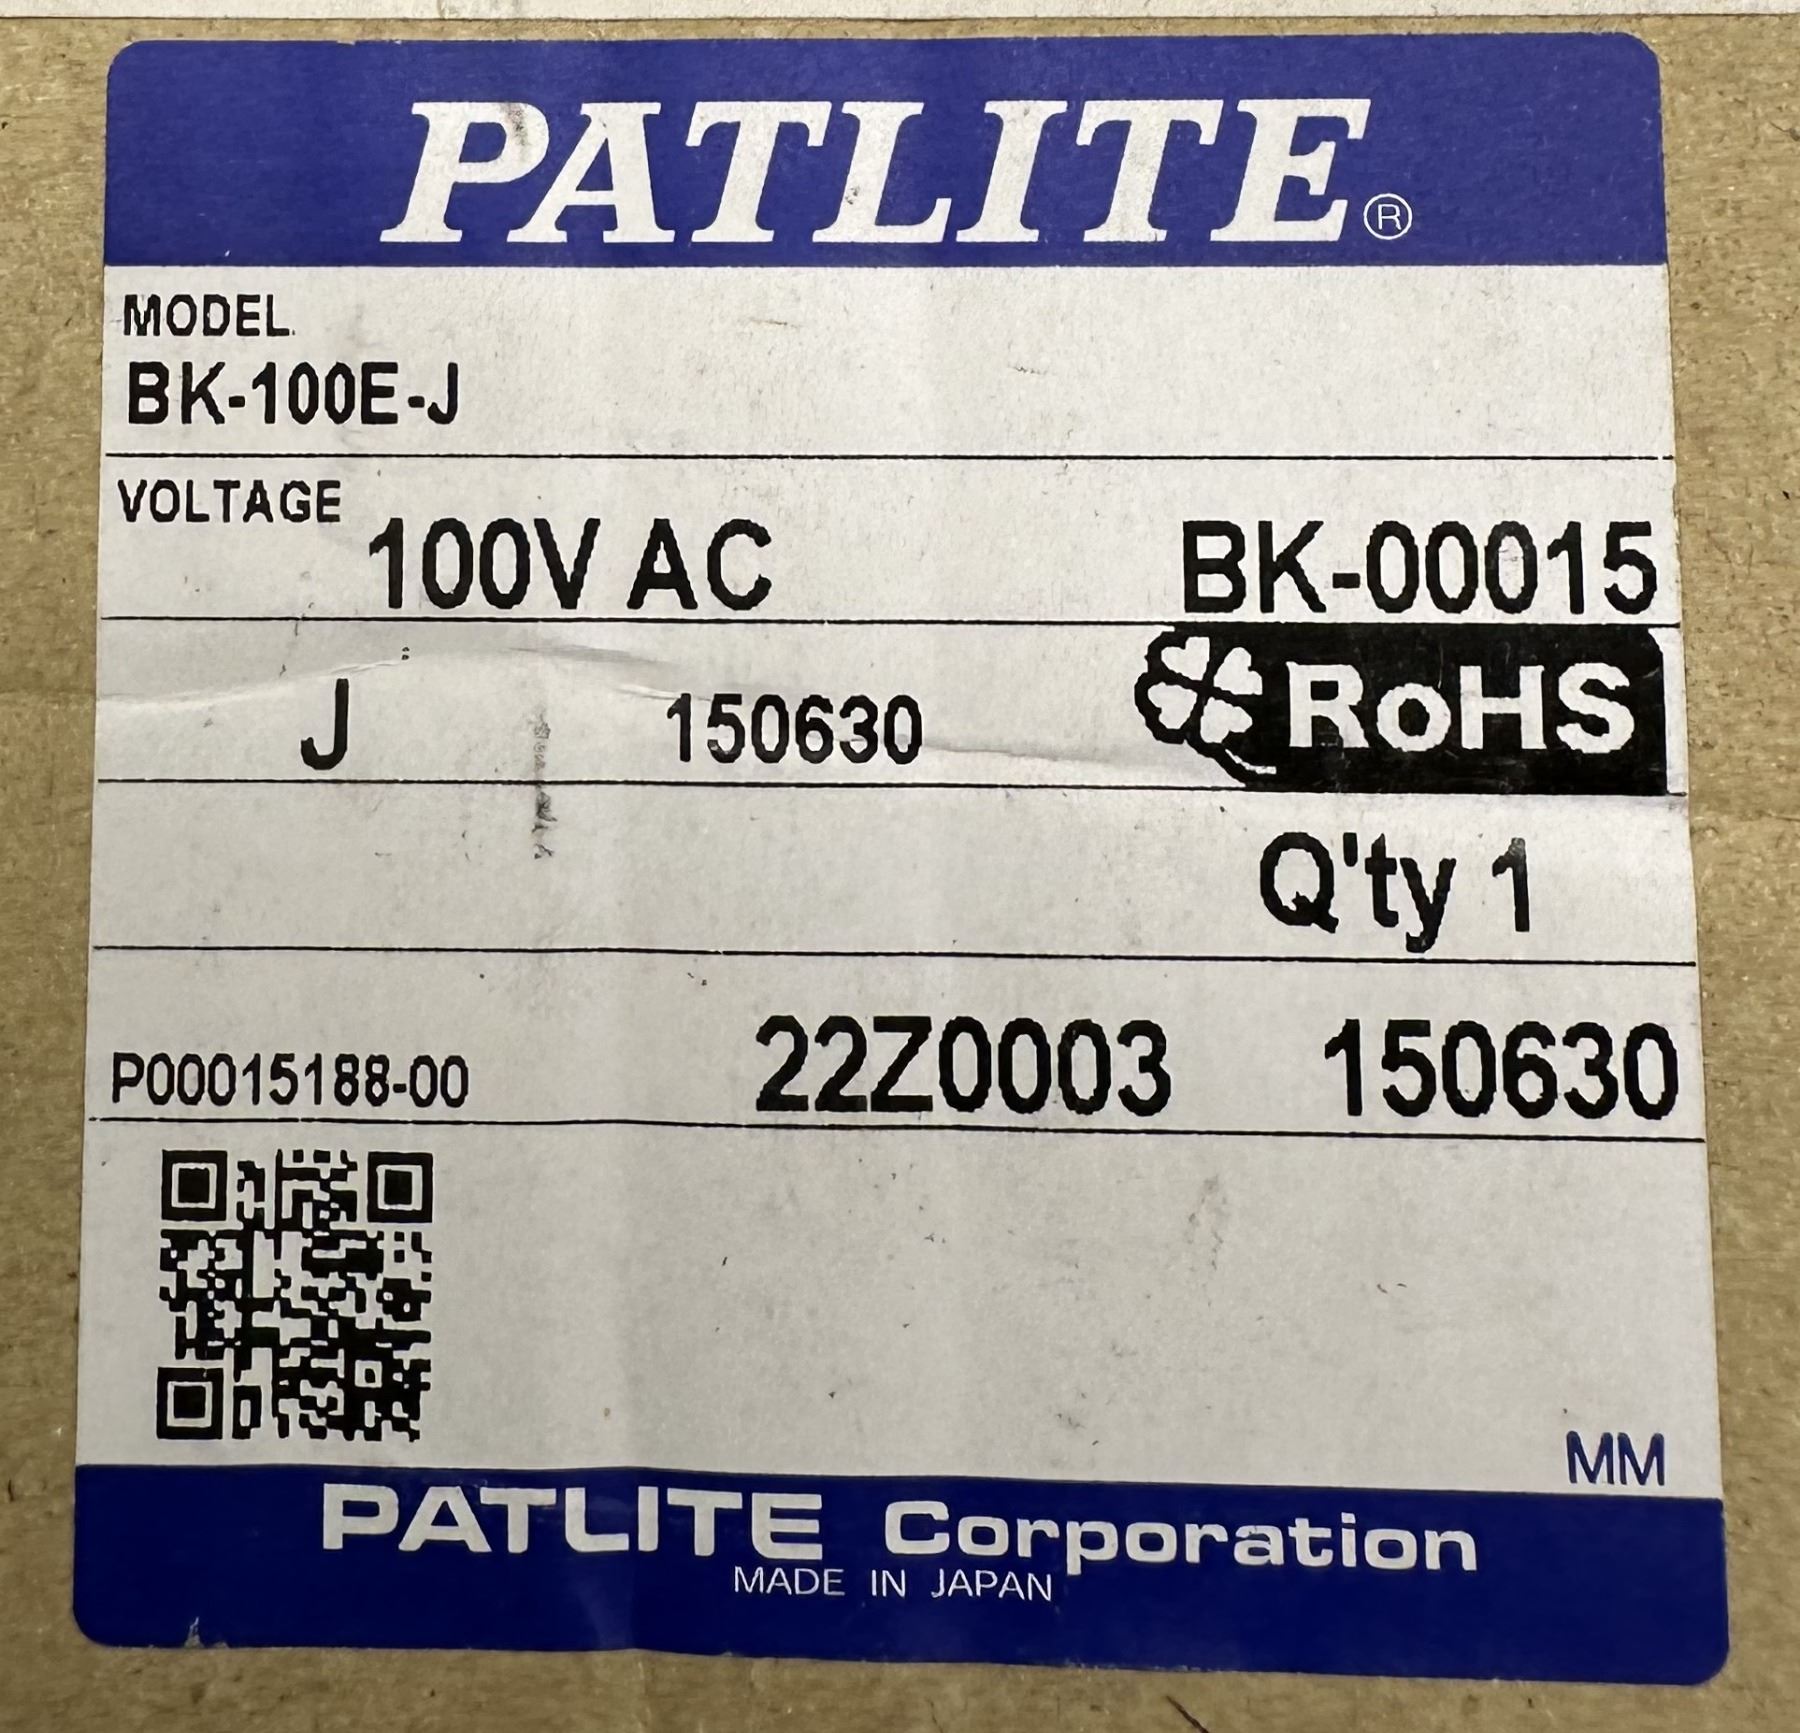 PATLITE®
MODEL
BK-100E-J
VOLTAGE 100V AC BK-00015
J 150630 RoHS
Q'ty 1
P00015188-00 22Z0003 150630
MM
PATLITE Corporation
MADE IN JAPAN